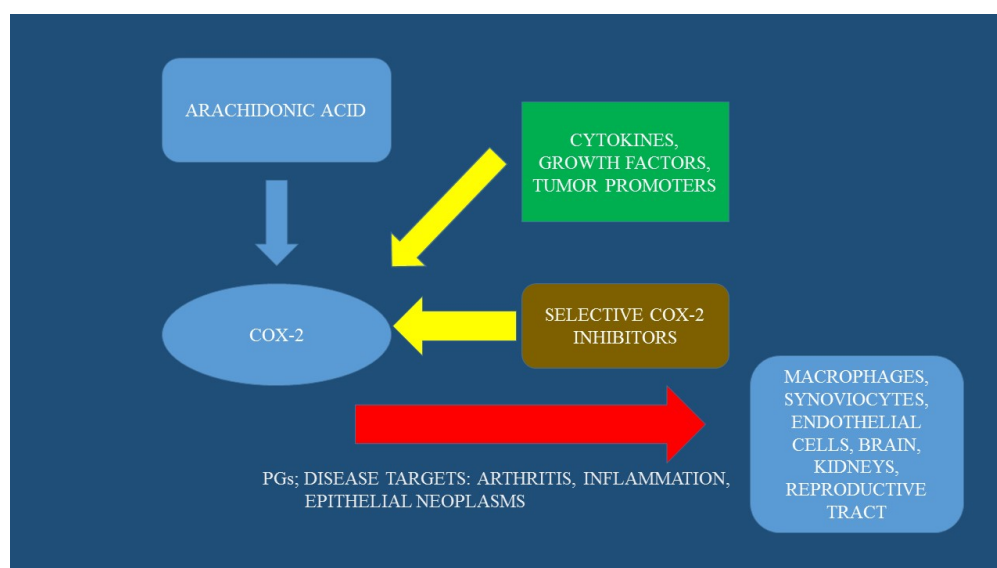 ARACHIDONIC ACID
CYTOKINES,
GROWTH FACTORS,
TUMOR PROMOTERS
COX-2
SELECTIVE COX-2
INHIBITORS
MACROPHAGES,
SYNOVIOCYTES,
ENDOTHELIAL
CELLS, BRAIN,
KIDNEYS,
REPRODUCTIVE
TRACT
PGs; DISEASE TARGETS: ARTHRITIS, INFLAMMATION,
EPITHELIAL NEOPLASMS